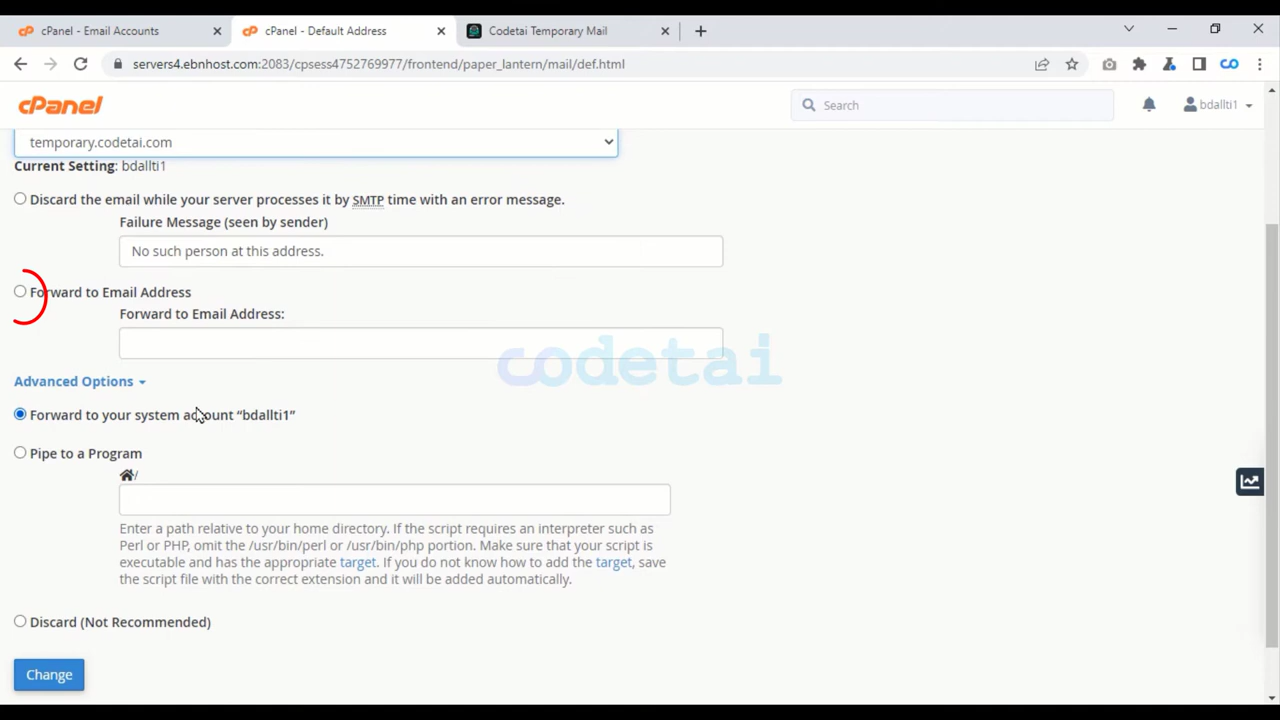 cPanel - Email Accounts
cPanel - Default Address
Codetai Temporary Mail
servers4.ebnhost.com:2083/cpsess4752769977/frontend/paper_lantern/mail/def.html
cPanel
Search
bdallti1
temporary.codetai.com
Current Setting: bdallti1
Discard the email while your server processes it by SMTP time with an error message.
Failure Message (seen by sender)
No such person at this address.
Forward to Email Address
Forward to Email Address:
codetai
Advanced Options
Forward to your system account “bdallti1”
Pipe to a Program
/
Enter a path relative to your home directory. If the script requires an interpreter such as
Perl or PHP, omit the /usr/bin/perl or /usr/bin/php portion. Make sure that your script is
executable and has the appropriate target. If you do not know how to add the target, save
the script file with the correct extension and it will be added automatically.
Discard (Not Recommended)
Change